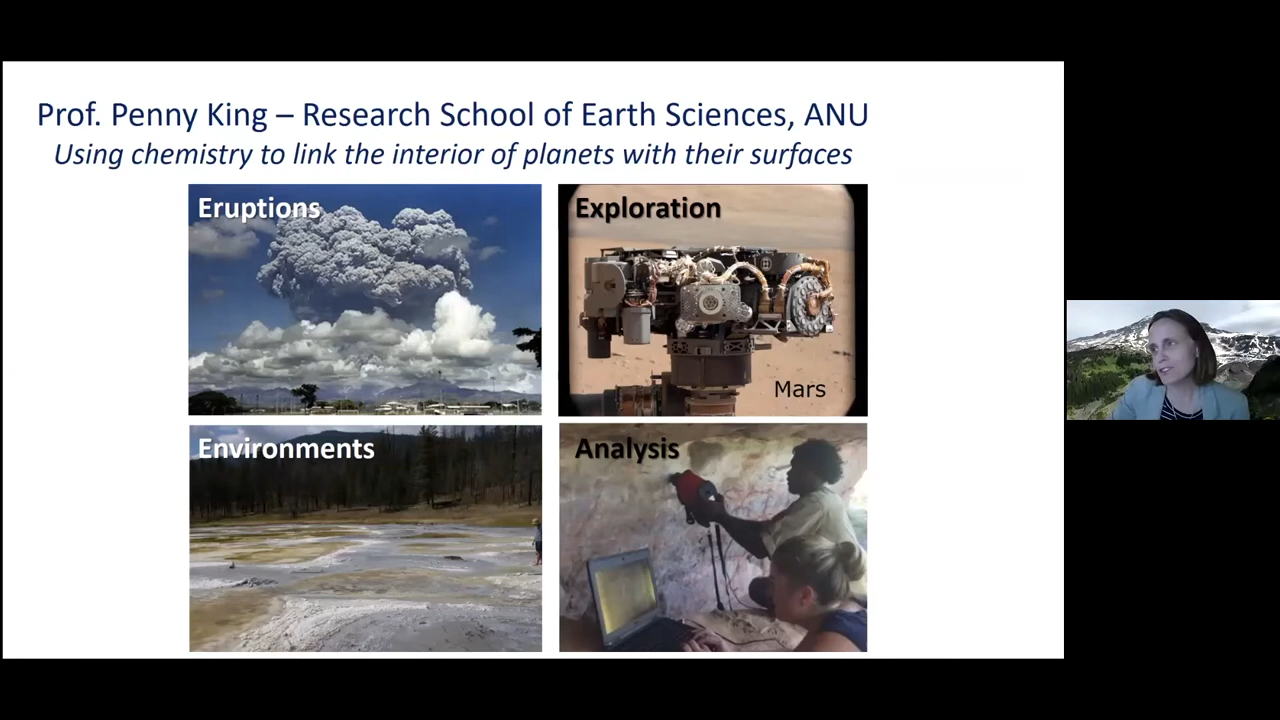 Prof. Penny King – Research School of Earth Sciences, ANU
Using chemistry to link the interior of planets with their surfaces
Eruptions
Exploration
Mars
Environments
Analysis